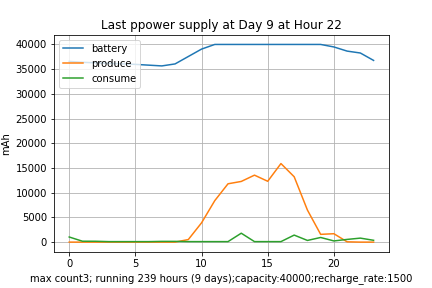 Last ppower supply at Day 9 at Hour 22
40000
35000
30000
25000
20000
15000
10000
5000
0
mAh
battery
produce
consume
0 5 10 15 20
max count3; running 239 hours (9 days);capacity:40000;recharge_rate:1500